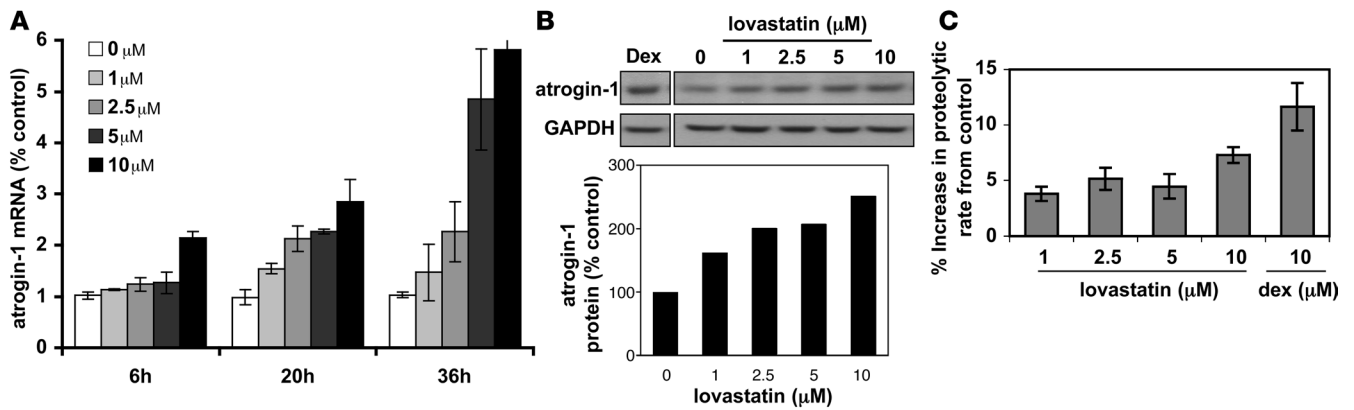 A
atrogin-1 mRNA (% control)
6
5
4
3
2
1
0
0 μM
1 μM
2.5 μM
5 μM
10 μM
6h
20h
36h
B
lovastatin (μM)
Dex 0 1 2.5 5 10
atrogin-1
GAPDH
atrogin-1
protein (% control)
300
200
100
0
0 1 2.5 5 10
lovastatin (μM)
C
% Increase in proteolytic
rate from control
15
10
5
0
1 2.5 5 10 10
lovastatin (μM) dex (μM)